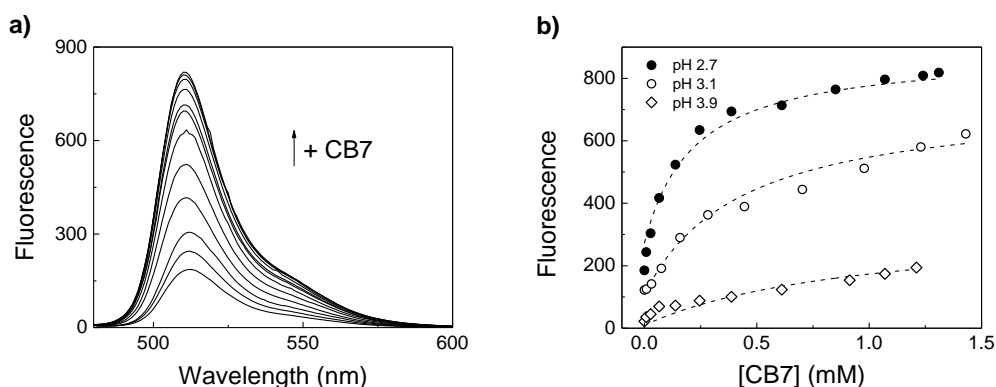 a)
900
600
300
0
Fluorescence
+ CB7
500
550
600
Wavelength (nm)
b)
pH 2.7
pH 3.1
pH 3.9
800
600
400
200
0
Fluorescence
0.0
0.5
1.0
1.5
[CB7] (mM)